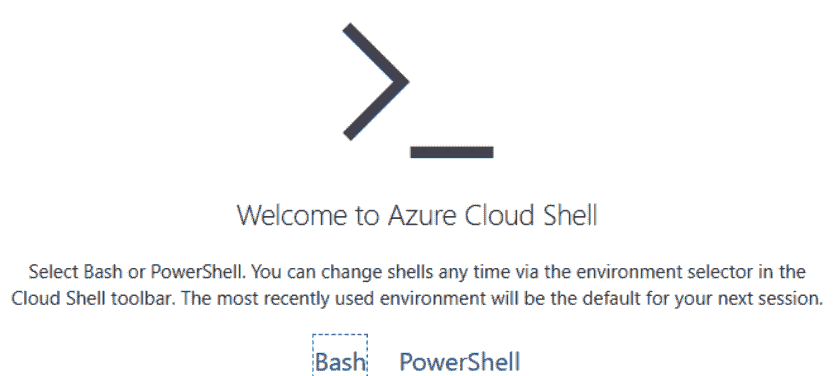 Welcome to Azure Cloud Shell
Select Bash or PowerShell. You can change shells any time via the environment selector in the
Cloud Shell toolbar. The most recently used environment will be the default for your next session.
Bash PowerShell